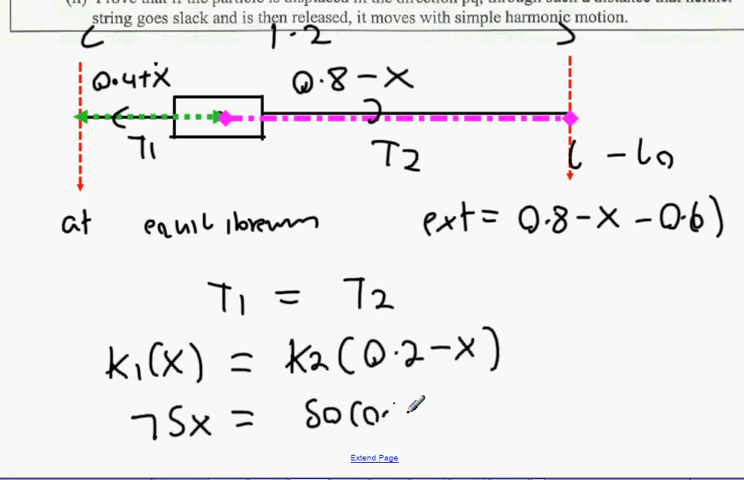 string goes slack and is then released, it moves with simple harmonic motion.
1.2
0.4+x
0.8-x
T1
T2
l - l0
at equilibrium
ext = 0.8-x-0.6)
T1 = T2
k1(x) = k2(0.2-x)
75x = 50(0.
Extend Page